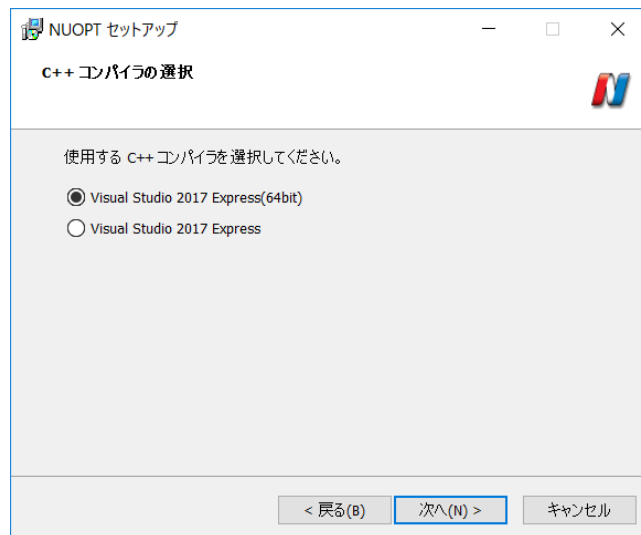 NUOPT セットアップ
C++ コンパイラの選択
使用する C++ コンパイラを選択してください。
Visual Studio 2017 Express(64bit)
Visual Studio 2017 Express
< 戻る(B) 次へ(N) > キャンセル